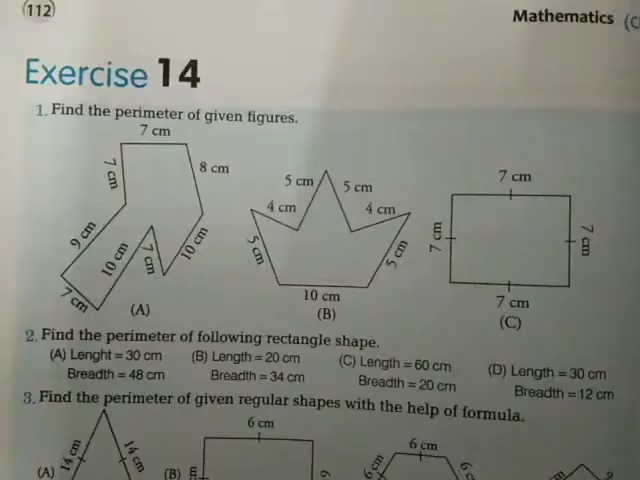 112
Mathematics
Exercise 14
1. Find the perimeter of given figures.
7 cm
7 cm
8 cm
9 cm
10 cm
7 cm
10 cm
7 cm
(A)
5 cm
5 cm
4 cm
4 cm
5 cm
5 cm
10 cm
(B)
7 cm
7 cm
7 cm
7 cm
(C)
2. Find the perimeter of following rectangle shape.
(A) Lenght = 30 cm (B) Length = 20 cm (C) Length = 60 cm (D) Length = 30 cm
Breadth = 48 cm Breadth = 34 cm Breadth = 20 cm Breadth = 12 cm
3. Find the perimeter of given regular shapes with the help of formula.
(A)
14 cm
14 cm
(B)
6 cm
6
6 cm
6 cm
6 c